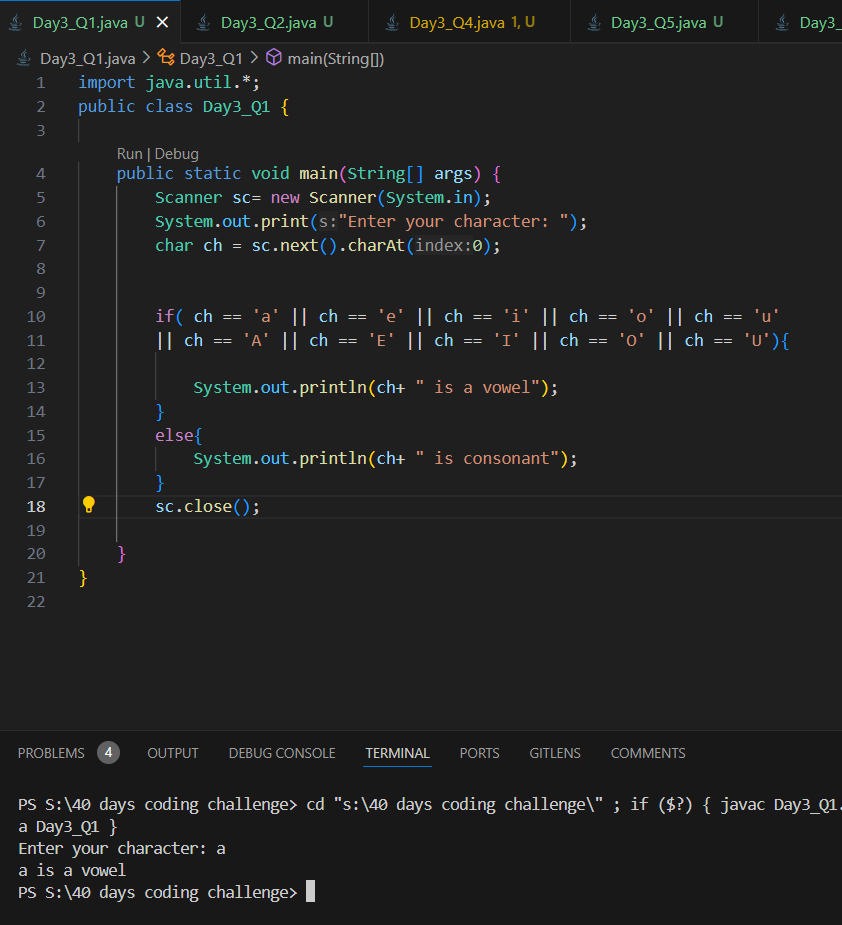 Day3_Q1.java U Day3_Q2.java U Day3_Q4.java 1, U Day3_Q5.java U Day3_
Day3_Q1.java > Day3_Q1 > main(String[])
1 import java.util.*;
2 public class Day3_Q1 {
3
Run | Debug
4 public static void main(String[] args) {
5 Scanner sc= new Scanner(System.in);
6 System.out.print(s:"Enter your character: ");
7 char ch = sc.next().charAt(index:0);
8
9
10 if( ch == 'a' || ch == 'e' || ch == 'i' || ch == 'o' || ch == 'u'
11 || ch == 'A' || ch == 'E' || ch == 'I' || ch == 'O' || ch == 'U'){
12
13 System.out.println(ch+ " is a vowel");
14 }
15 else{
16 System.out.println(ch+ " is consonant");
17 }
18 sc.close();
19
20 }
21 }
22
PROBLEMS 4 OUTPUT DEBUG CONSOLE TERMINAL PORTS GITLENS COMMENTS
PS S:\40 days coding challenge> cd "s:\40 days coding challenge\" ; if ($?) { javac Day3_Q1.
a Day3_Q1 }
Enter your character: a
a is a vowel
PS S:\40 days coding challenge>